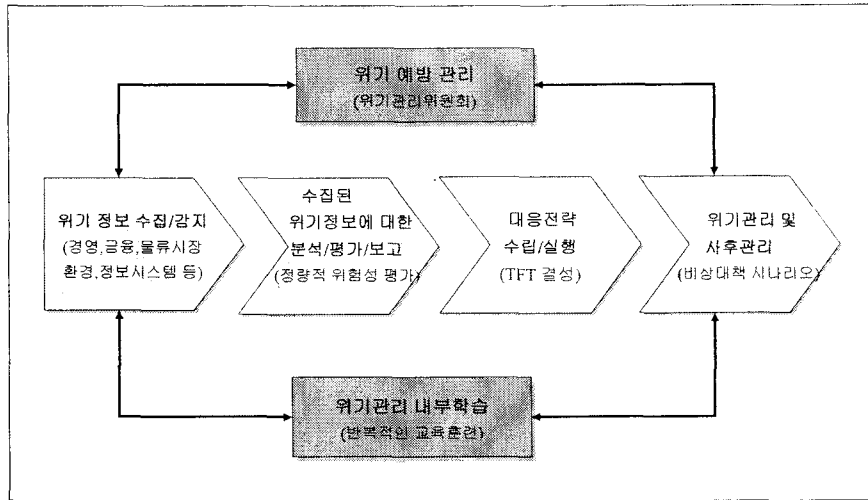 위기 예방 관리
(위기관리위원회)
위기 정보 수집/감지
(경영,금융,물류시장
환경,정보시스템 등)
수집된
위기정보에 대한
분석/평가/보고
(정량적 위험성 평가)
대응전략
수립/실행
(TFT 결성)
위기관리 및
사후관리
(비상대책 시나리오)
위기관리 내부학습
(반복적인 교육훈련)